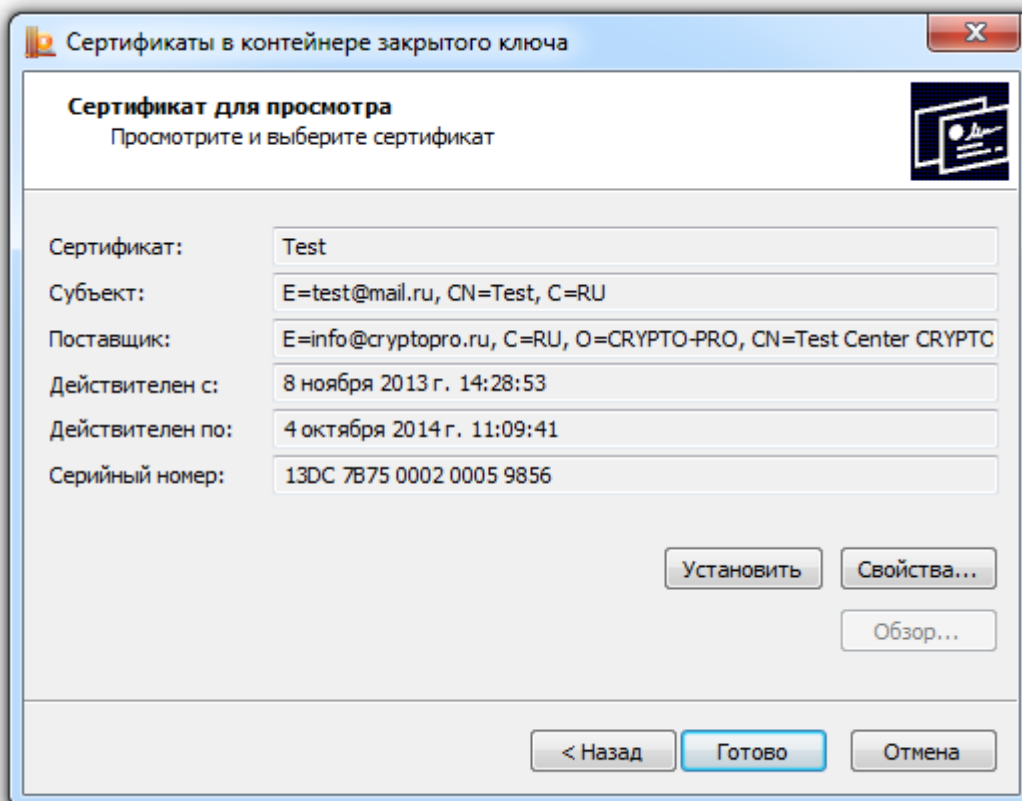 Сертификаты в контейнере закрытого ключа
Сертификат для просмотра
Просмотрите и выберите сертификат
Сертификат: Test
Субъект: E=test@mail.ru, CN=Test, C=RU
Поставщик: E=info@cryptopro.ru, C=RU, O=CRYPTO-PRO, CN=Test Center CRYPTO
Действителен с: 8 ноября 2013 г. 14:28:53
Действителен по: 4 октября 2014 г. 11:09:41
Серийный номер: 13DC 7B75 0002 0005 9856
Установить Свойства...
Обзор...
< Назад Готово Отмена